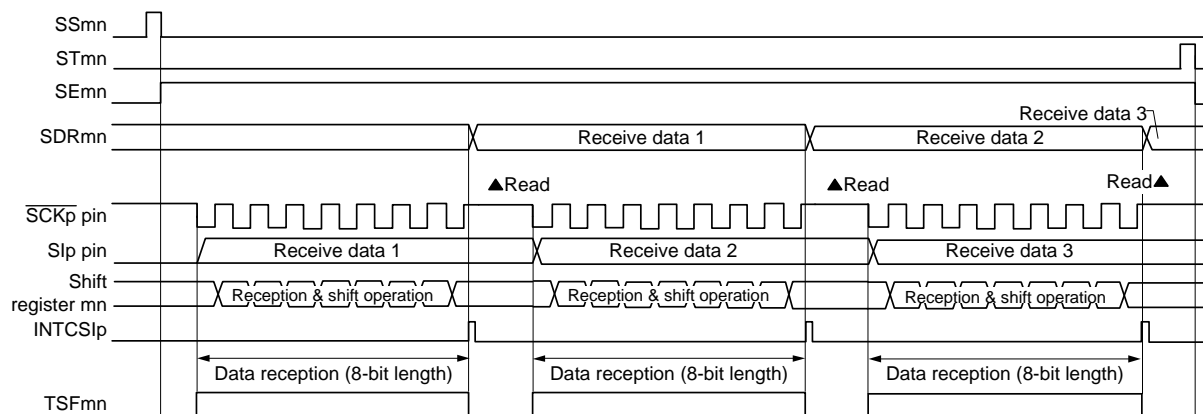 SSmn
STmn
SEmn
Receive data 3
SDRmn
Receive data 1
Receive data 2
▲Read
▲Read
Read▲
SCKp pin
SIp pin
Receive data 1
Receive data 2
Receive data 3
Shift
register mn
Reception & shift operation
Reception & shift operation
Reception & shift operation
INTCSIp
Data reception (8-bit length)
Data reception (8-bit length)
Data reception (8-bit length)
TSFmn